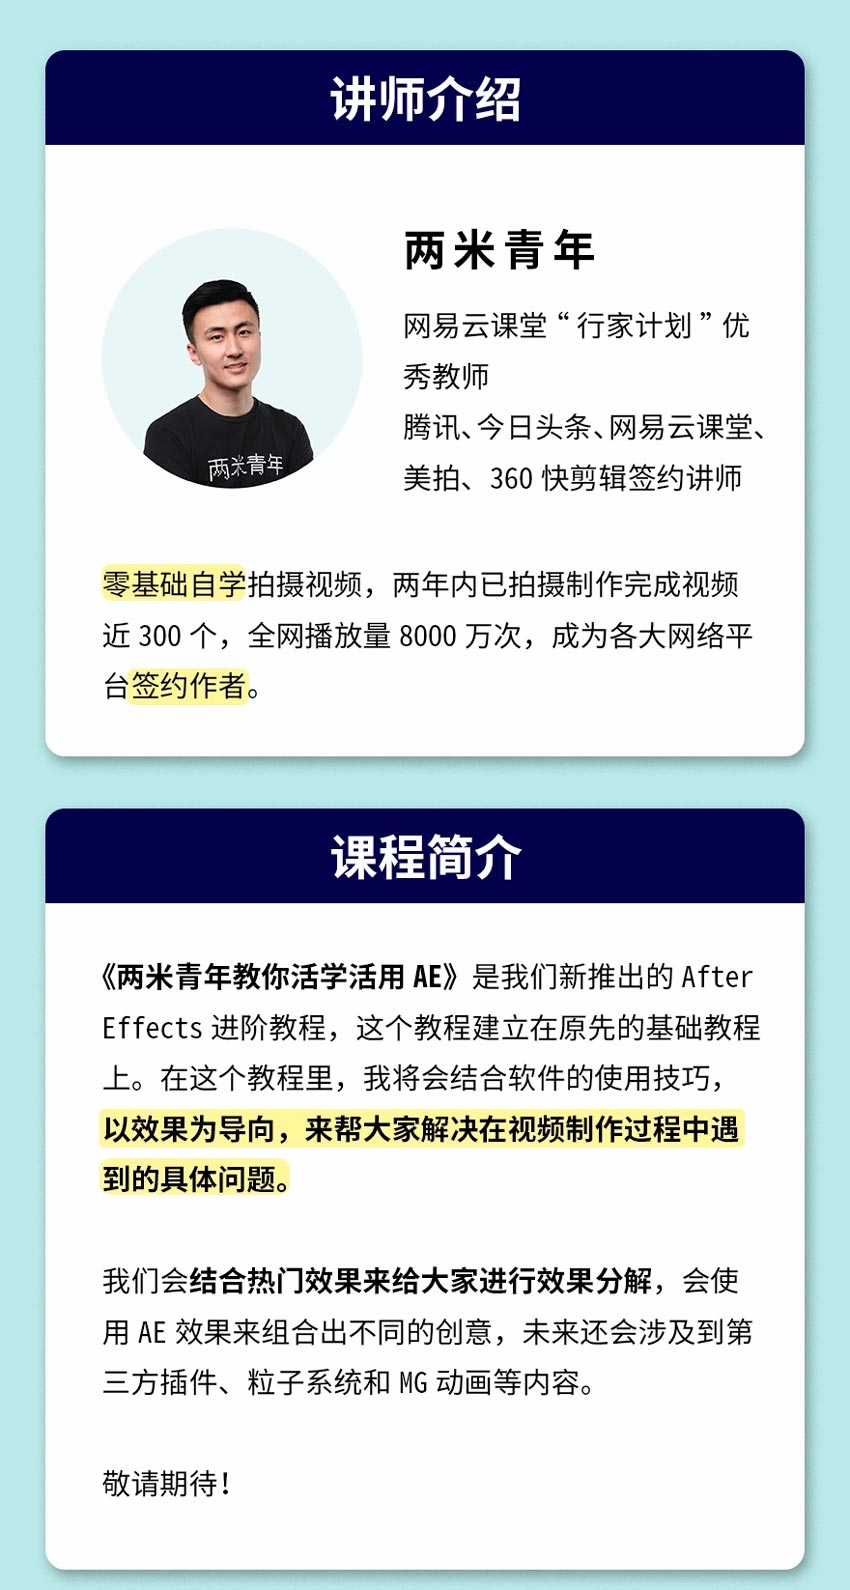 讲师介绍
两米青年
网易云课堂“行家计划”优
秀教师
腾讯、今日头条、网易云课堂、
美拍、360 快剪辑签约讲师
两米青年
零基础自学拍摄视频，两年内已拍摄制作完成视频
近 300 个，全网播放量 8000 万次，成为各大网络平
台签约作者。
课程简介
《两米青年教你活学活用 AE》是我们新推出的 After
Effects 进阶教程，这个教程建立在原先的基础教程
上。在这个教程里，我将会结合软件的使用技巧，
以效果为导向，来帮大家解决在视频制作过程中遇
到的具体问题。
我们会结合热门效果来给大家进行效果分解，会使
用 AE 效果来组合出不同的创意，未来还会涉及到第
三方插件、粒子系统和 MG 动画等内容。
敬请期待！